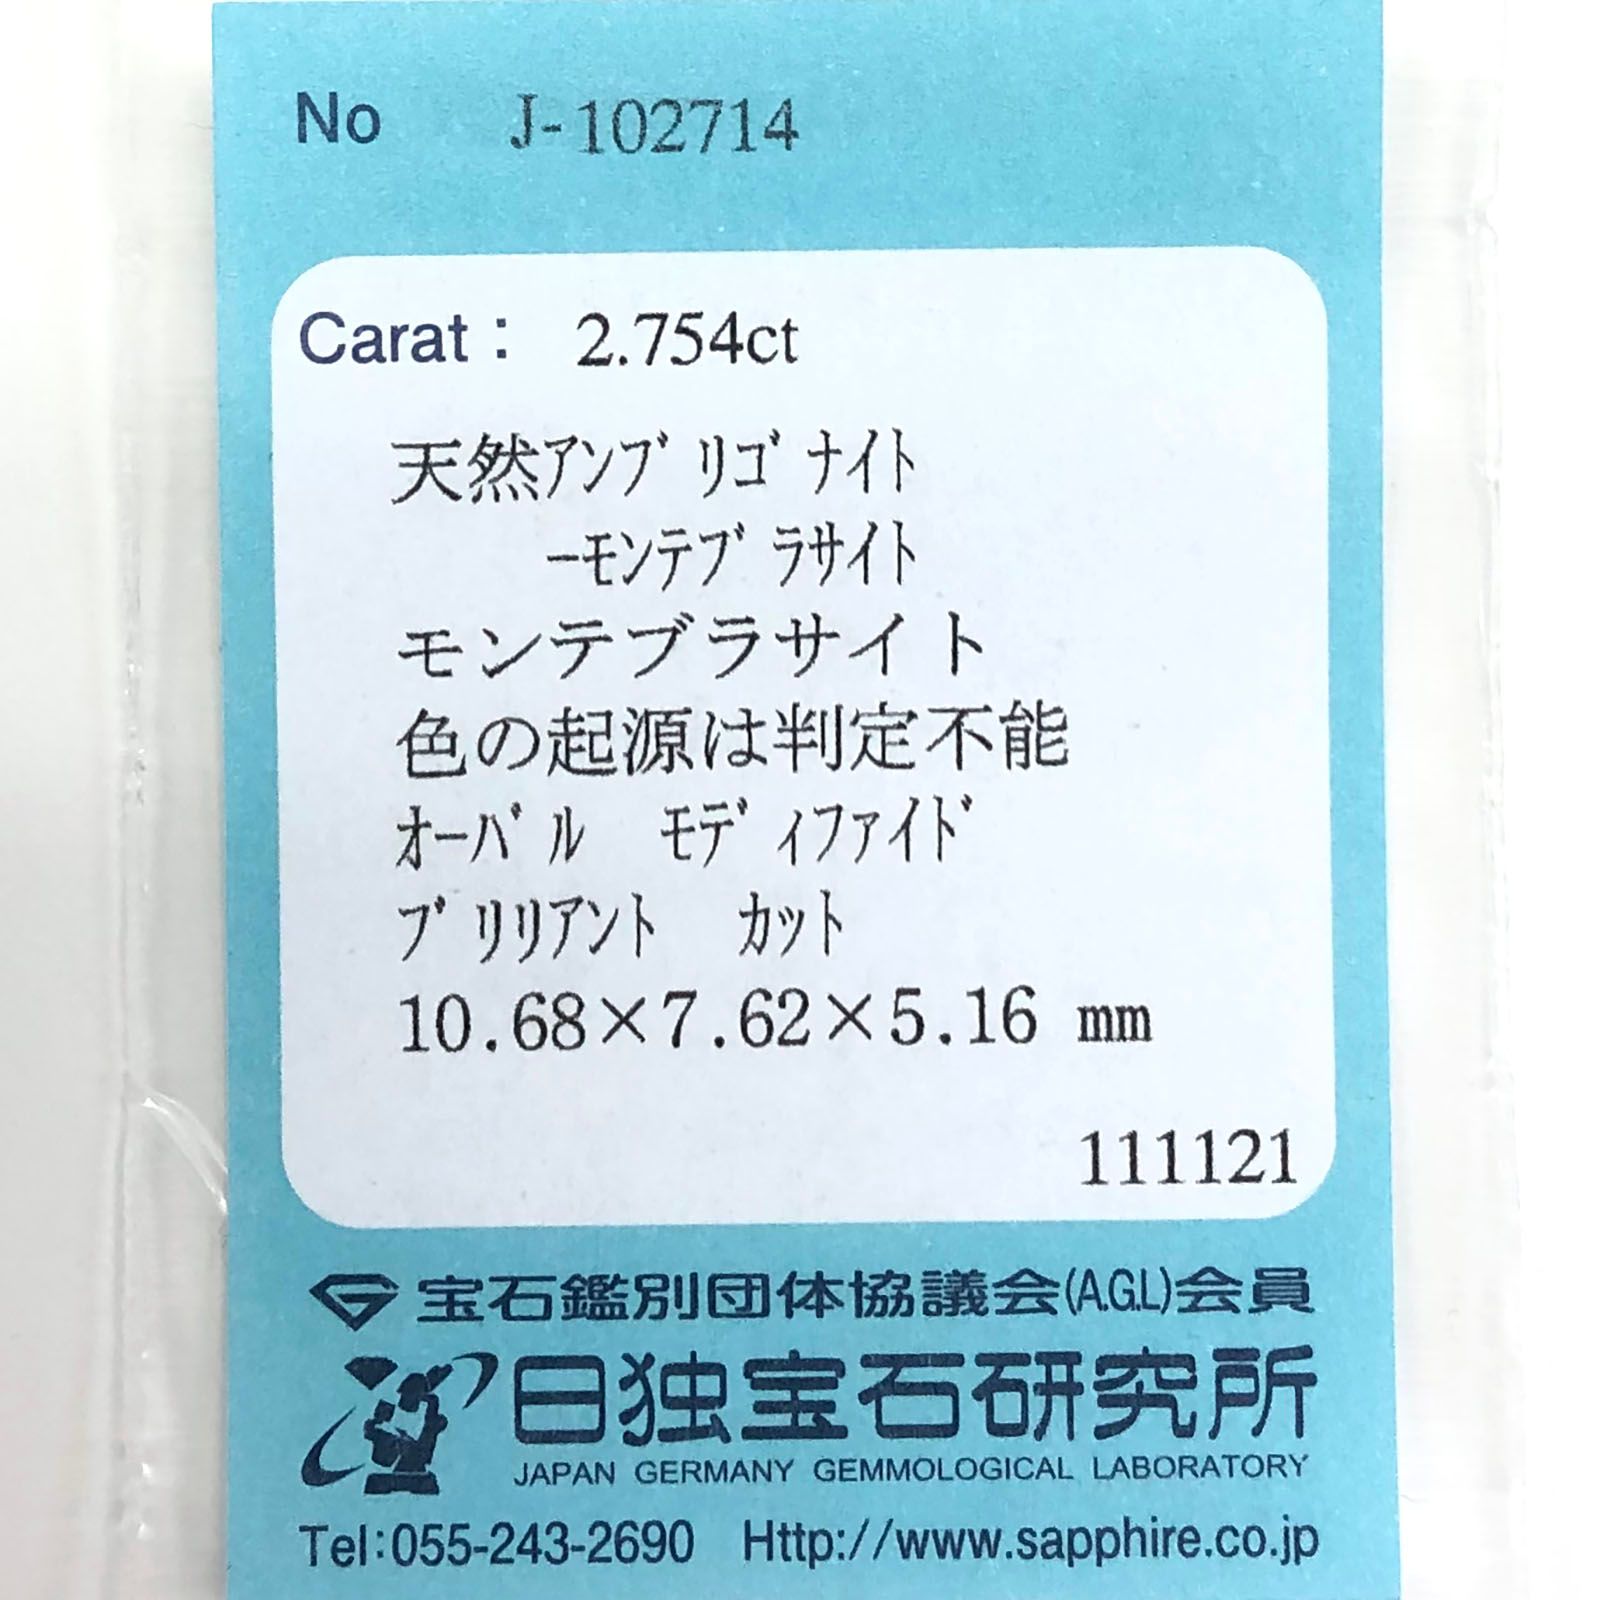 No J-102714
Carat： 2.754ct
天然ｱﾝﾌﾞﾘｺﾞﾅｲﾄ
ｰﾓﾝﾃﾌﾞﾗｻｲﾄ
モンテブラサイト
色の起源は判定不能
ｵｰﾊﾞﾙ ﾓﾃﾞｨﾌｧｲﾄﾞ
ﾌﾞﾘﾘｱﾝﾄ ｶｯﾄ
10.68×7.62×5.16 mm
111121
宝石鑑別団体協議会(A.G.L)会員
日独宝石研究所
JAPAN GERMANY GEMMOLOGICAL LABORATORY
Tel:055-243-2690 Http://www.sapphire.co.jp